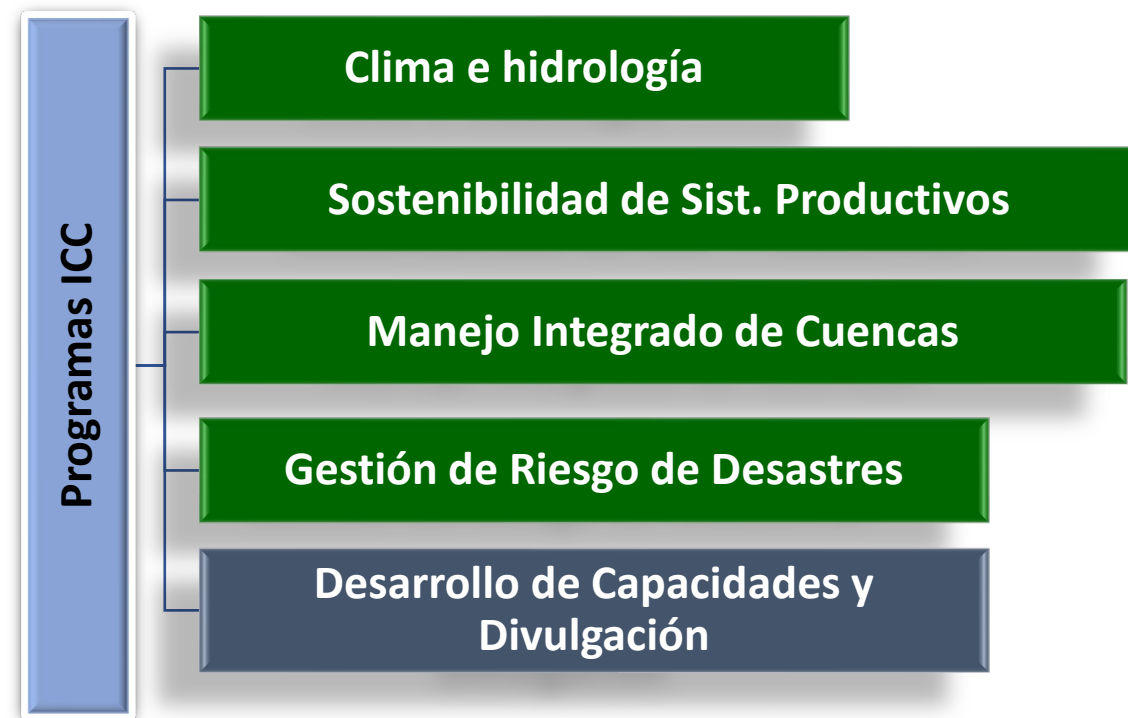 Programas ICC
Clima e hidrología
Sostenibilidad de Sist. Productivos
Manejo Integrado de Cuencas
Gestión de Riesgo de Desastres
Desarrollo de Capacidades y
Divulgación